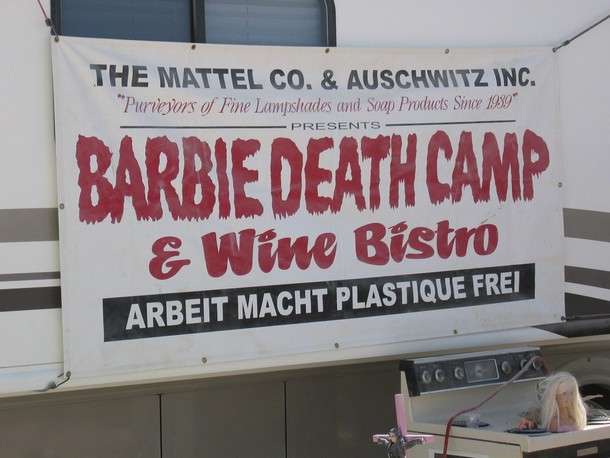 THE MATTEL CO. & AUSCHWITZ INC.
"Purveyors of Fine Lampshades and Soap Products Since 1939"
PRESENTS
BARBIE DEATH CAMP
& Wine Bistro
ARBEIT MACHT PLASTIQUE FREI